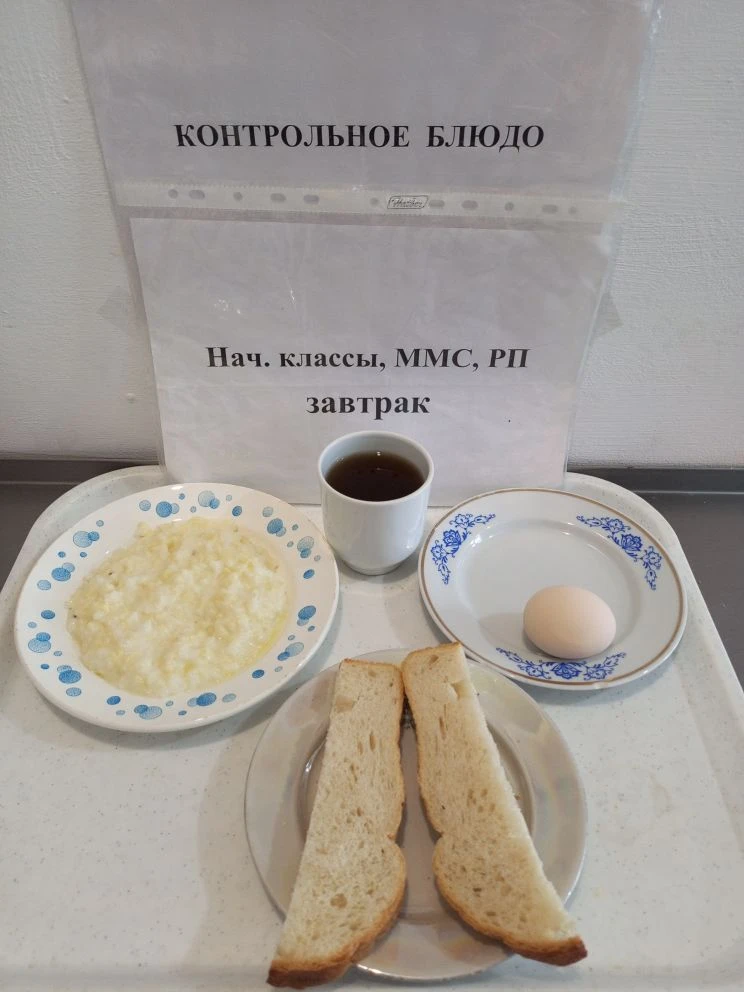 КОНТРОЛЬНОЕ БЛЮДО
Нач. классы, ММС, РП
завтрак